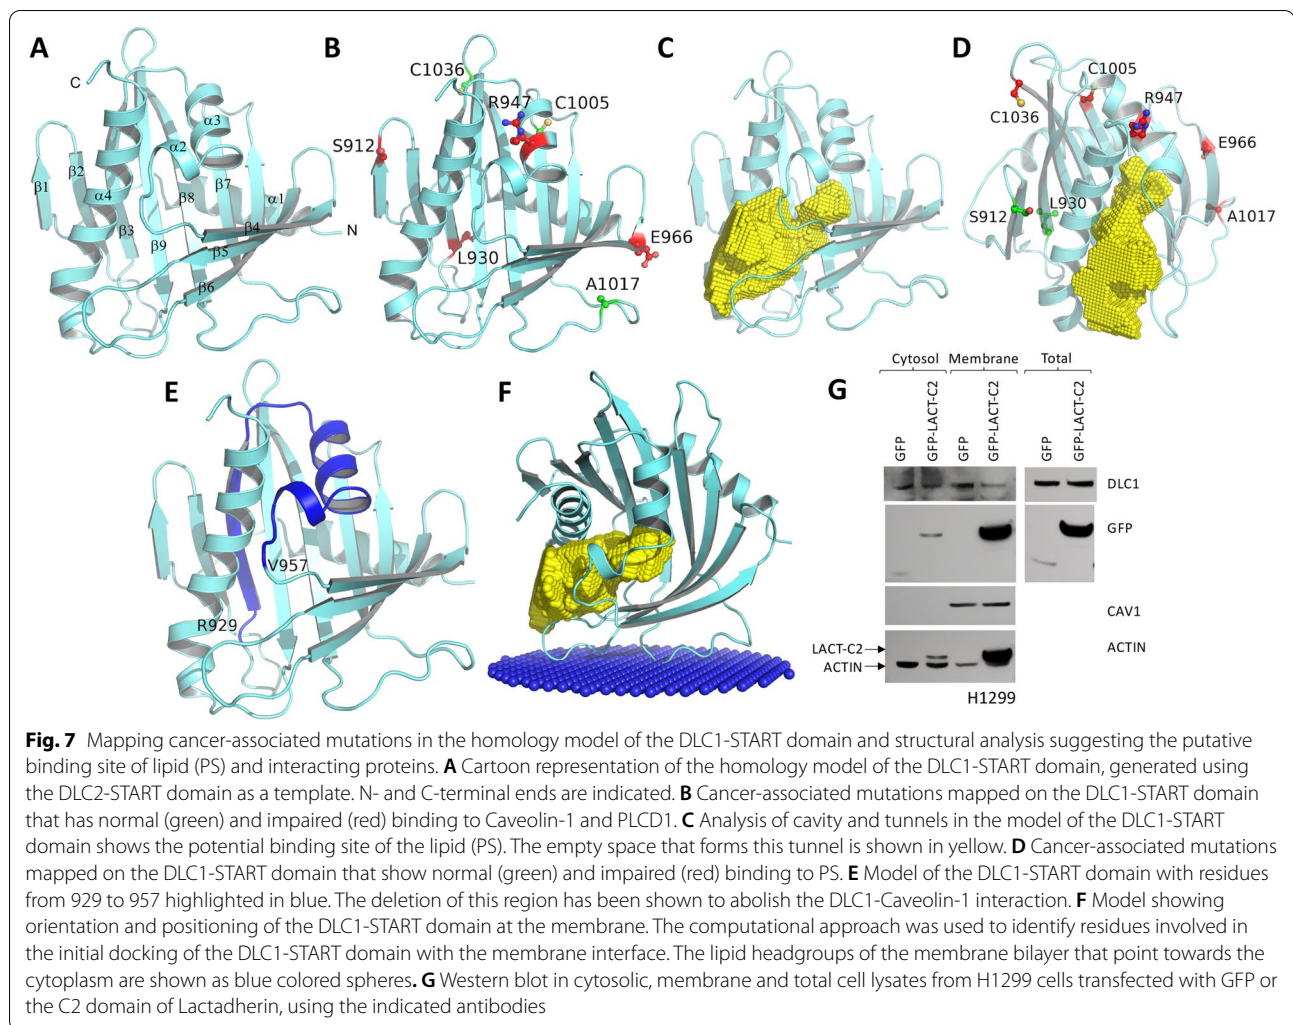 A
B
C
D
C
α3
α2
β1
β2
α4
β7
β8
α1
β3
β4
N
β9
β5
β6
C1036
R947
C1005
S912
L930
E966
A1017
C1005
R947
C1036
E966
S912
L930
A1017
E
F
G
V957
R929
Cytosol Membrane Total
GFP
GFP-LACT-C2
GFP
GFP-LACT-C2
GFP
GFP-LACT-C2
DLC1
GFP
CAV1
LACT-C2
ACTIN
ACTIN
H1299
Fig. 7 Mapping cancer-associated mutations in the homology model of the DLC1-START domain and structural analysis suggesting the putative
binding site of lipid (PS) and interacting proteins. A Cartoon representation of the homology model of the DLC1-START domain, generated using
the DLC2-START domain as a template. N- and C-terminal ends are indicated. B Cancer-associated mutations mapped on the DLC1-START domain
that has normal (green) and impaired (red) binding to Caveolin-1 and PLCD1. C Analysis of cavity and tunnels in the model of the DLC1-START
domain shows the potential binding site of the lipid (PS). The empty space that forms this tunnel is shown in yellow. D Cancer-associated mutations
mapped on the DLC1-START domain that show normal (green) and impaired (red) binding to PS. E Model of the DLC1-START domain with residues
from 929 to 957 highlighted in blue. The deletion of this region has been shown to abolish the DLC1-Caveolin-1 interaction. F Model showing
orientation and positioning of the DLC1-START domain at the membrane. The computational approach was used to identify residues involved in
the initial docking of the DLC1-START domain with the membrane interface. The lipid headgroups of the membrane bilayer that point towards the
cytoplasm are shown as blue colored spheres. G Western blot in cytosolic, membrane and total cell lysates from H1299 cells transfected with GFP or
the C2 domain of Lactadherin, using the indicated antibodies